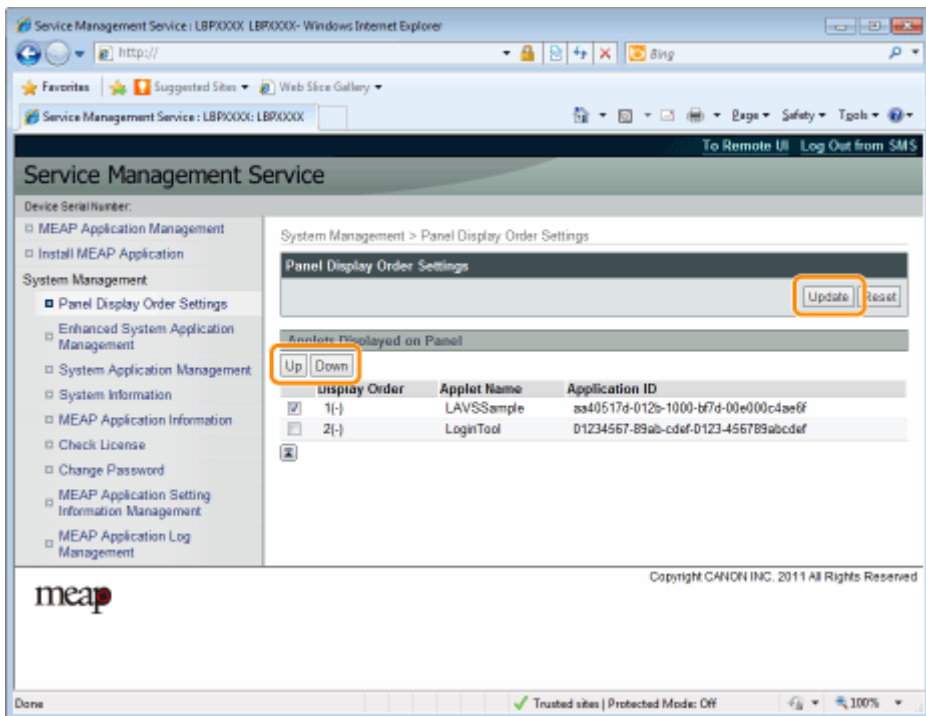 Service Management Service : LBPXXXX: LBPXXXX- Windows Internet Explorer
http://
Bing
Favorites Suggested Sites Web Slice Gallery
Service Management Service : LBPXXXX: LBPXXXX
Page Safety Tools
To Remote UI Log Out from SMS
Service Management Service
Device Serial Number:
MEAP Application Management
Install MEAP Application
System Management
Panel Display Order Settings
Enhanced System Application
Management
System Application Management
System Information
MEAP Application Information
Check License
Change Password
MEAP Application Setting
Information Management
MEAP Application Log
Management
System Management > Panel Display Order Settings
Panel Display Order Settings
Update Reset
Applets Displayed on Panel
Up Down
Display Order Applet Name Application ID
1(-) LAVSSample aa40517d-012b-1000-bf7d-00e000c4ae6f
2(-) LoginTool 01234567-89ab-cdef-0123-456789abcdef
Copyright CANON INC. 2011 All Rights Reserved
meap
Done Trusted sites | Protected Mode: Off 100%